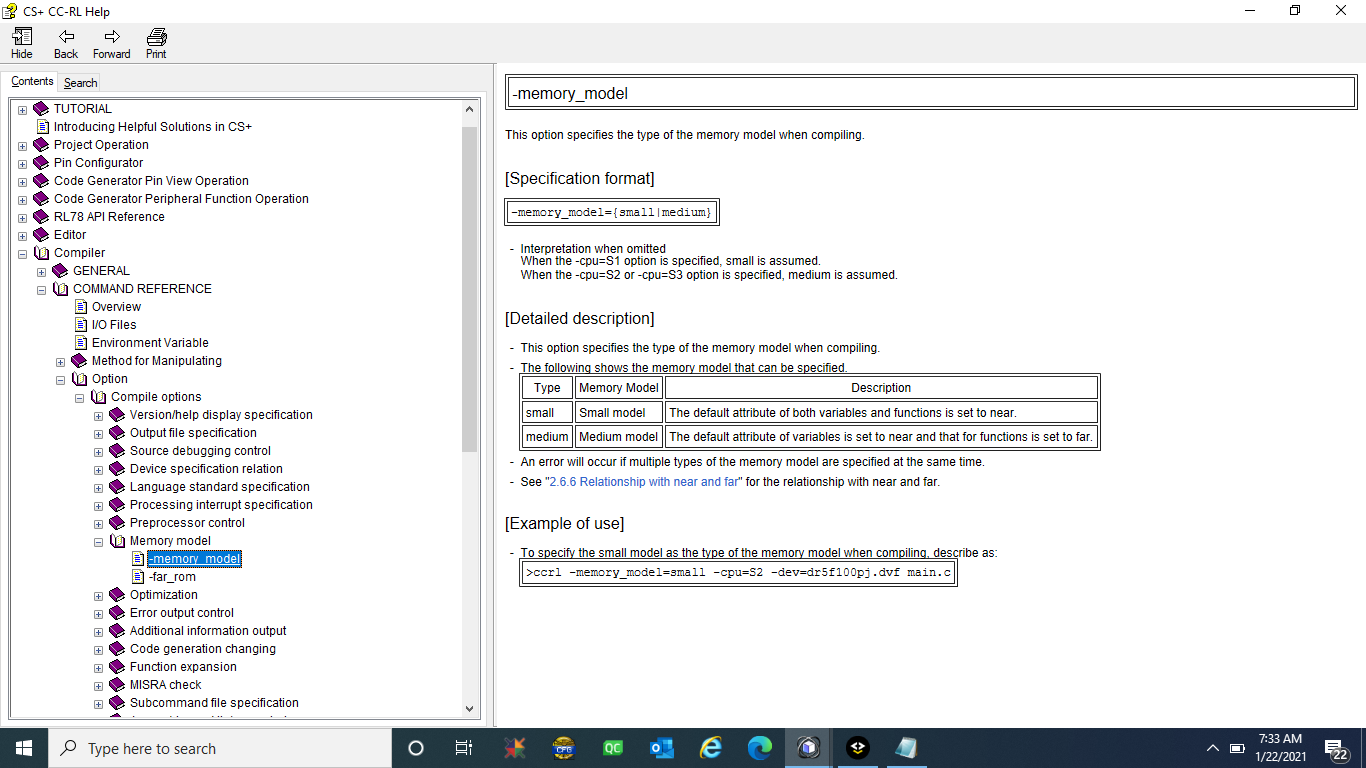 CS+ CC-RL Help
Hide Back Forward Print
Contents Search
TUTORIAL
Introducing Helpful Solutions in CS+
Project Operation
Pin Configurator
Code Generator Pin View Operation
Code Generator Peripheral Function Operation
RL78 API Reference
Editor
Compiler
GENERAL
COMMAND REFERENCE
Overview
I/O Files
Environment Variable
Method for Manipulating
Option
Compile options
Version/help display specification
Output file specification
Source debugging control
Device specification relation
Language standard specification
Processing interrupt specification
Preprocessor control
Memory model
-memory_model
-far_rom
Optimization
Error output control
Additional information output
Code generation changing
Function expansion
MISRA check
Subcommand file specification
-memory_model
This option specifies the type of the memory model when compiling.
[Specification format]
-memory_model={small|medium}
- Interpretation when omitted
When the -cpu=S1 option is specified, small is assumed.
When the -cpu=S2 or -cpu=S3 option is specified, medium is assumed.
[Detailed description]
- This option specifies the type of the memory model when compiling.
- The following shows the memory model that can be specified.
Type Memory Model Description
small Small model The default attribute of both variables and functions is set to near.
medium Medium model The default attribute of variables is set to near and that for functions is set to far.
- An error will occur if multiple types of the memory model are specified at the same time.
- See "2.6.6 Relationship with near and far" for the relationship with near and far.
[Example of use]
- To specify the small model as the type of the memory model when compiling, describe as:
>ccrl -memory_model=small -cpu=S2 -dev=dr5f100pj.dvf main.c
Type here to search
CFG
QC
7:33 AM
1/22/2021
22